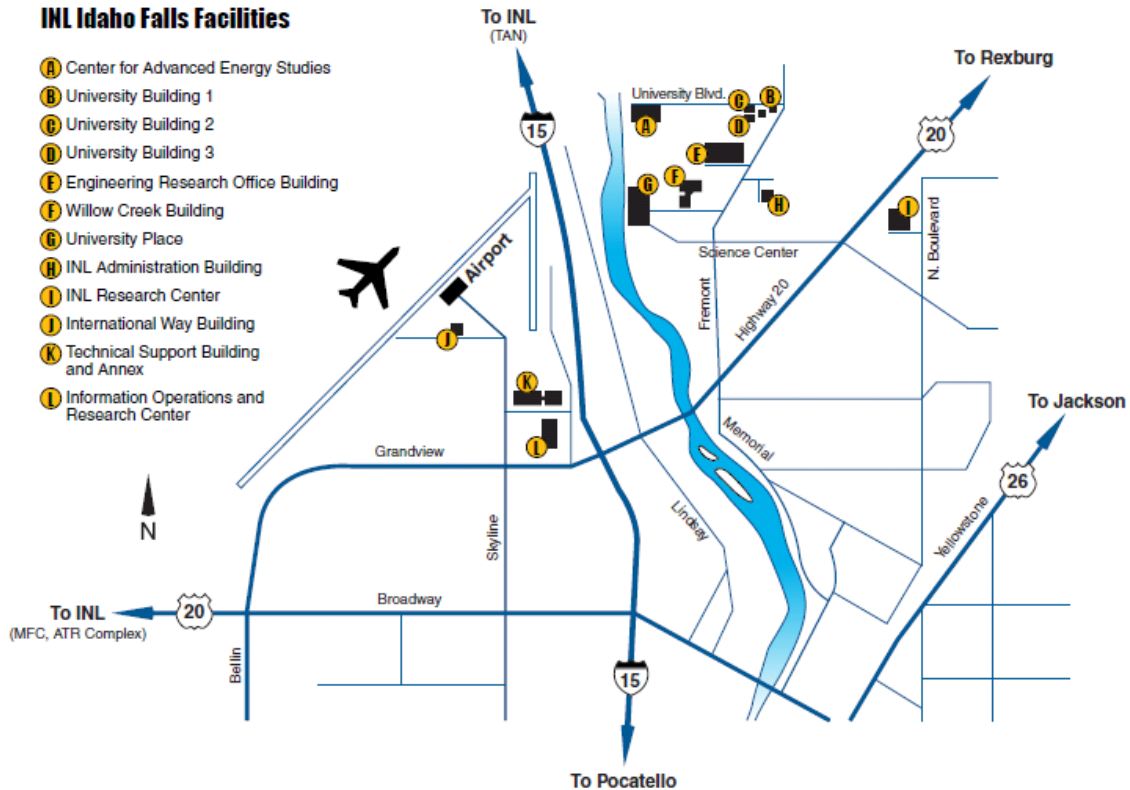 INL Idaho Falls Facilities
A Center for Advanced Energy Studies
B University Building 1
C University Building 2
D University Building 3
E Engineering Research Office Building
F Willow Creek Building
G University Place
H INL Administration Building
I INL Research Center
J International Way Building
K Technical Support Building
and Annex
L Information Operations and
Research Center
N
To INL
(TAN)
15
University Blvd.
C
B
A
D
E
F
G
H
I
To Rexburg
20
N. Boulevard
Science Center
Fremont
Highway 20
Airport
J
K
L
Grandview
Skyline
Memorial
Lindsay
To Jackson
26
Yellowstone
To INL
(MFC, ATR Complex)
20
Broadway
Bellin
15
To Pocatello